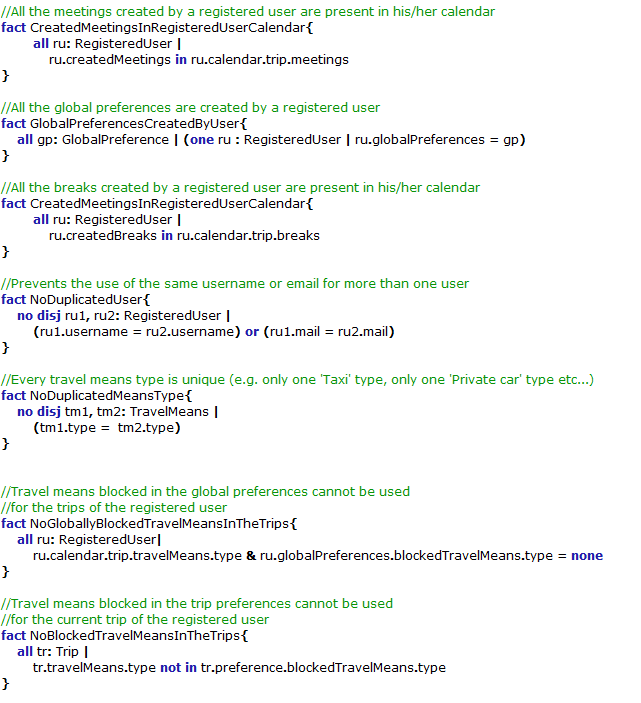 //All the meetings created by a registered user are present in his/her calendar
fact CreatedMeetingsInRegisteredUserCalendar{
all ru: RegisteredUser |
ru.createdMeetings in ru.calendar.trip.meetings
}
//All the global preferences are created by a registered user
fact GlobalPreferencesCreatedByUser{
all gp: GlobalPreference | (one ru : RegisteredUser | ru.globalPreferences = gp)
}
//All the breaks created by a registered user are present in his/her calendar
fact CreatedMeetingsInRegisteredUserCalendar{
all ru: RegisteredUser |
ru.createdBreaks in ru.calendar.trip.breaks
}
//Prevents the use of the same username or email for more than one user
fact NoDuplicatedUser{
no disj ru1, ru2: RegisteredUser |
(ru1.username = ru2.username) or (ru1.mail = ru2.mail)
}
//Every travel means type is unique (e.g. only one 'Taxi' type, only one 'Private car' type etc...)
fact NoDuplicatedMeansType{
no disj tm1, tm2: TravelMeans |
(tm1.type =  tm2.type)
}
//Travel means blocked in the global preferences cannot be used
//for the trips of the registered user
fact NoGloballyBlockedTravelMeansInTheTrips{
all ru: RegisteredUser|
ru.calendar.trip.travelMeans.type & ru.globalPreferences.blockedTravelMeans.type = none
}
//Travel means blocked in the trip preferences cannot be used
//for the current trip of the registered user
fact NoBlockedTravelMeansInTheTrips{
all tr: Trip |
tr.travelMeans.type not in tr.preference.blockedTravelMeans.type
}